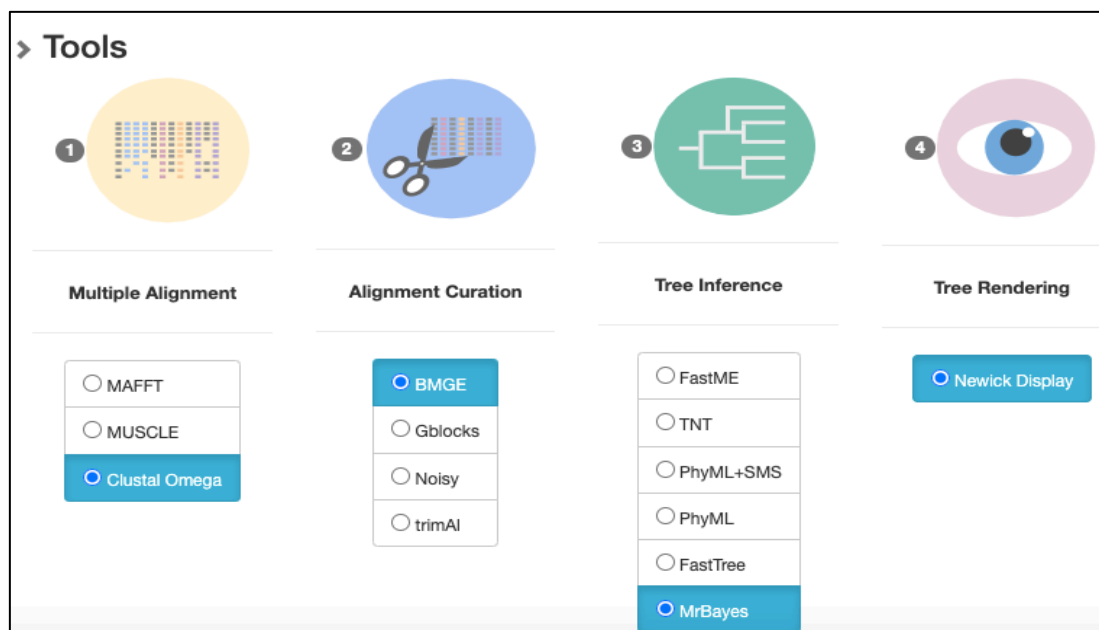 Tools
1
2
3
4
Multiple Alignment
Alignment Curation
Tree Inference
Tree Rendering
MAFFT
MUSCLE
Clustal Omega
BMGE
Gblocks
Noisy
trimAl
FastME
TNT
PhyML+SMS
PhyML
FastTree
MrBayes
Newick Display